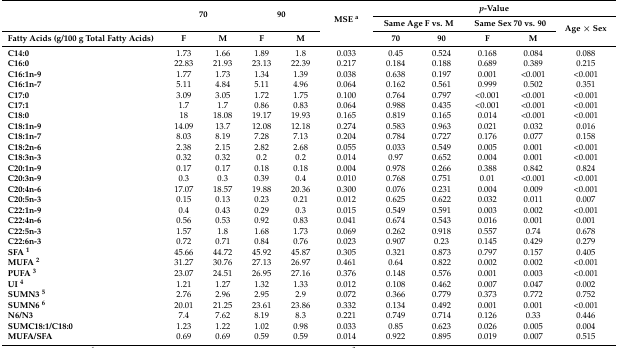 70 90 MSE a p-Value
Same Age F vs. M Same Sex 70 vs. 90 Age × Sex
Fatty Acids (g/100 g Total Fatty Acids) F M F M 70 90 F M
C14:0 1.73 1.66 1.89 1.8 0.033 0.45 0.524 0.168 0.084 0.088
C16:0 22.83 21.93 23.13 22.39 0.217 0.184 0.188 0.689 0.389 0.215
C16:1n-9 1.77 1.73 1.34 1.39 0.038 0.638 0.197 0.001 <0.001 <0.001
C16:1n-7 5.11 4.84 5.11 4.96 0.064 0.162 0.561 0.999 0.502 0.351
C17:0 3.09 3.05 1.72 1.75 0.100 0.764 0.797 <0.001 <0.001 <0.001
C17:1 1.7 1.7 0.86 0.83 0.064 0.988 0.435 <0.001 <0.001 <0.001
C18:0 18 18.08 19.17 19.93 0.165 0.819 0.165 0.014 <0.001 <0.001
C18:1n-9 14.09 13.7 12.08 12.18 0.274 0.583 0.963 0.021 0.032 0.016
C18:1n-7 8.03 8.19 7.28 7.13 0.204 0.784 0.727 0.176 0.077 0.158
C18:2n-6 2.38 2.15 2.82 2.68 0.055 0.033 0.549 0.005 0.001 <0.001
C18:3n-3 0.32 0.32 0.2 0.2 0.014 0.97 0.652 0.004 0.001 <0.001
C20:1n-9 0.17 0.17 0.18 0.18 0.004 0.978 0.266 0.388 0.842 0.824
C20:3n-9 0.3 0.3 0.39 0.4 0.010 0.768 0.751 0.01 <0.001 <0.001
C20:4n-6 17.07 18.57 19.88 20.36 0.300 0.076 0.231 0.004 0.009 <0.001
C20:5n-3 0.15 0.13 0.23 0.21 0.012 0.625 0.622 0.032 0.011 0.007
C22:1n-9 0.4 0.43 0.29 0.3 0.015 0.549 0.591 0.003 0.002 <0.001
C22:4n-6 0.56 0.53 0.92 0.83 0.041 0.674 0.543 0.016 0.001 0.001
C22:5n-3 1.57 1.8 1.68 1.73 0.069 0.262 0.918 0.557 0.74 0.678
C22:6n-3 0.72 0.71 0.84 0.76 0.023 0.907 0.23 0.145 0.429 0.279
SFA 1 45.66 44.72 45.92 45.87 0.305 0.321 0.873 0.797 0.157 0.405
MUFA 2 31.27 30.76 27.13 26.97 0.461 0.64 0.822 0.002 0.002 <0.001
PUFA 3 23.07 24.51 26.95 27.16 0.376 0.148 0.576 0.001 0.003 <0.001
UI 4 1.21 1.27 1.32 1.33 0.012 0.108 0.462 0.007 0.047 0.002
SUMN3 5 2.76 2.96 2.95 2.9 0.072 0.366 0.779 0.373 0.772 0.752
SUMN6 6 20.01 21.25 23.61 23.86 0.332 0.134 0.492 0.001 0.001 <0.001
N6/N3 7.4 7.62 8.19 8.3 0.221 0.749 0.714 0.126 0.33 0.446
SUMC18:1/C18:0 1.23 1.22 1.02 0.98 0.033 0.85 0.623 0.026 0.005 0.004
MUFA/SFA 0.69 0.69 0.59 0.59 0.014 0.922 0.895 0.019 0.007 0.515